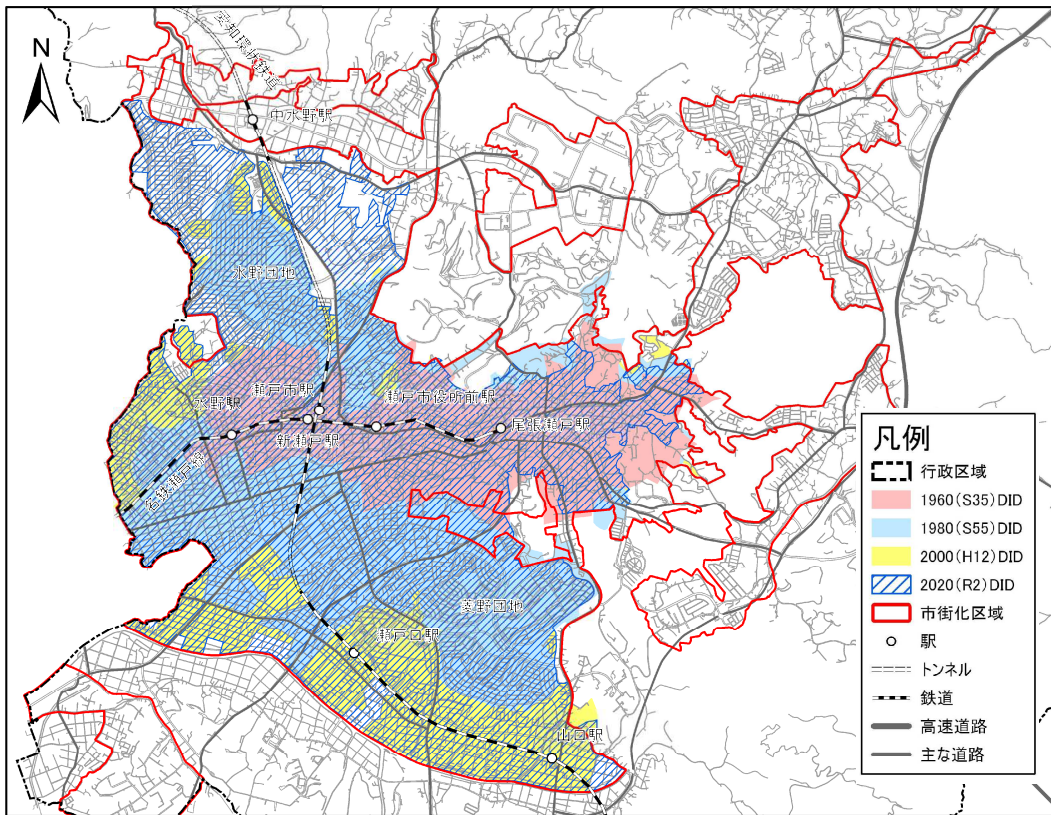 N
愛知環状鉄道
中水野駅
水野団地
瀬戸市駅
水野駅
瀬戸市役所前駅
尾張瀬戸駅
新瀬戸駅
名鉄瀬戸線
菱野団地
瀬戸口駅
山口駅
凡例
行政区域
1960(S35)DID
1980(S55)DID
2000(H12)DID
2020(R2)DID
市街化区域
駅
トンネル
鉄道
高速道路
主な道路